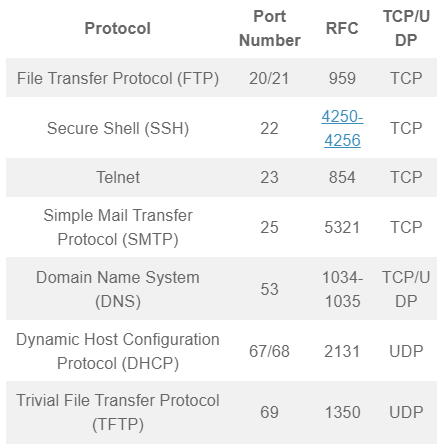 Protocol
Port
Number
RFC
TCP/U
DP
File Transfer Protocol (FTP)
20/21
959
TCP
Secure Shell (SSH)
22
4250-
4256
TCP
Telnet
23
854
TCP
Simple Mail Transfer
Protocol (SMTP)
25
5321
TCP
Domain Name System
(DNS)
53
1034-
1035
TCP/U
DP
Dynamic Host Configuration
Protocol (DHCP)
67/68
2131
UDP
Trivial File Transfer Protocol
(TFTP)
69
1350
UDP